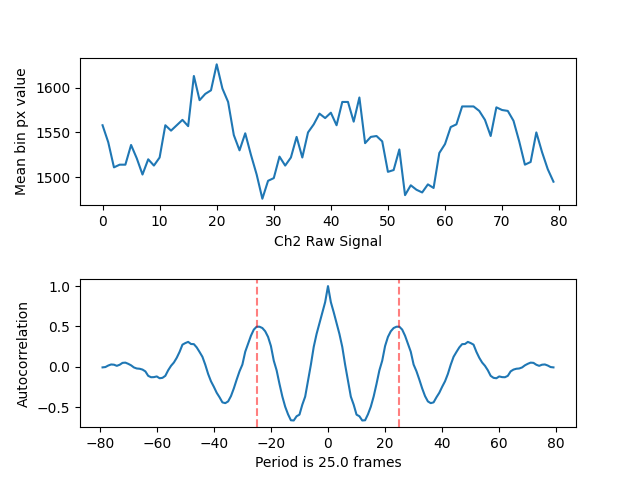 Mean bin px value
1600
1550
1500
0 10 20 30 40 50 60 70 80
Ch2 Raw Signal
Autocorrelation
1.0
0.5
0.0
−0.5
−80 −60 −40 −20 0 20 40 60 80
Period is 25.0 frames